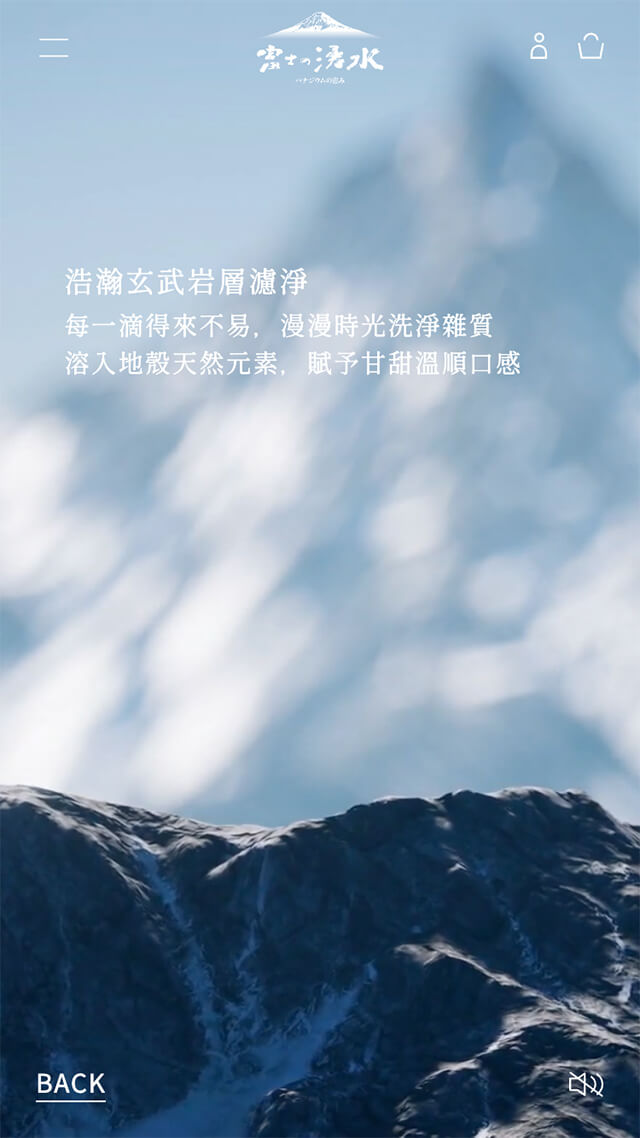 富士の湧水
バナジウムの恵み
浩瀚玄武岩層濾淨
每一滴得來不易，漫漫時光洗淨雜質
溶入地殼天然元素，賦予甘甜溫順口感
BACK